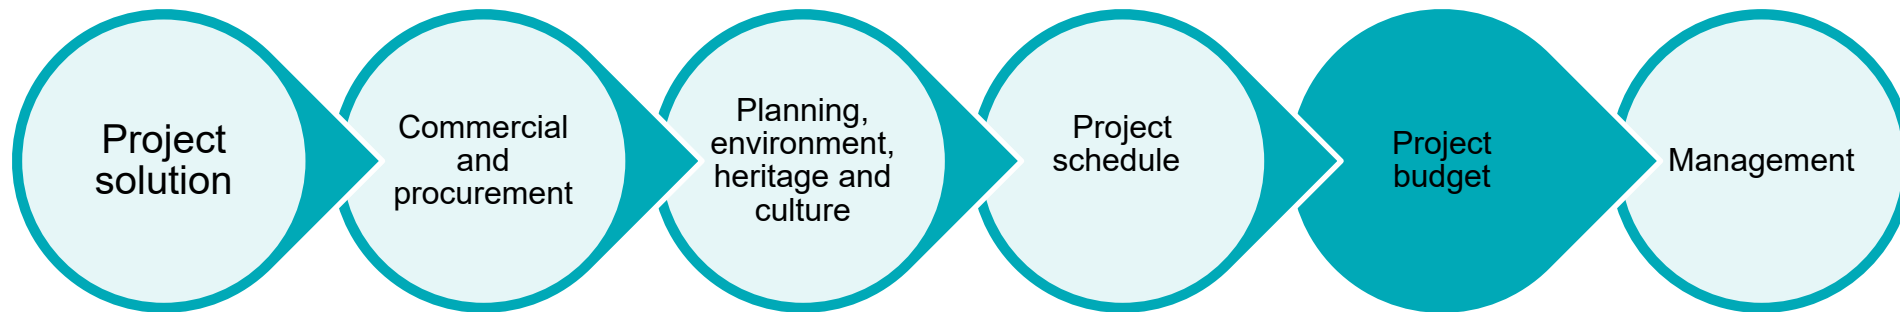 Project
solution
Commercial
and
procurement
Planning,
environment,
heritage and
culture
Project
schedule
Project
budget
Management